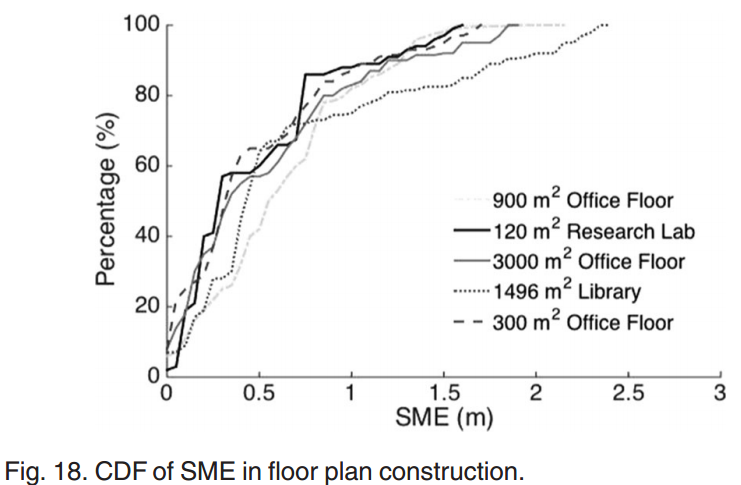 100
80
60
40
20
0
Percentage (%)
900 m² Office Floor
120 m² Research Lab
3000 m² Office Floor
1496 m² Library
300 m² Office Floor
0 0.5 1 1.5 2 2.5 3
SME (m)
Fig. 18. CDF of SME in floor plan construction.